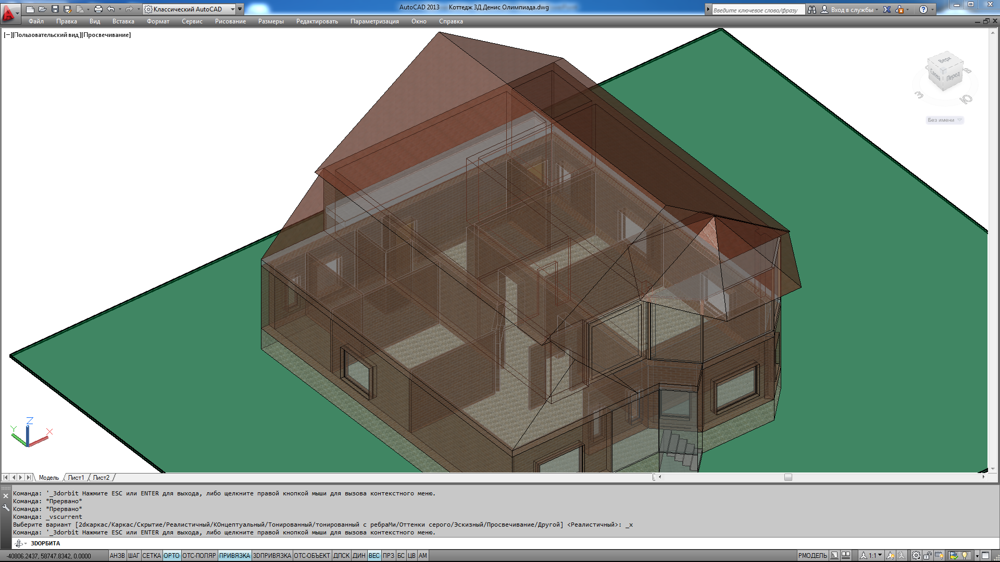 Классический AutoCAD
AutoCAD 2013 Коттедж 3Д Денис Олимпиада.dwg
Введите ключевое слово/фразу
Вход в службы
Файл Правка Вид Вставка Формат Сервис Рисование Размеры Редактировать Параметризация Окно Справка
[−][Пользовательский вид][Просвечивание]
Верх
Слева Перед
В
З Ю
Без имени
Z
Y X
Модель Лист1 Лист2
Команда: '_3dorbit Нажмите ESC или ENTER для выхода, либо щелкните правой кнопкой мыши для вызова контекстного меню.
Команда: *Прервано*
Команда: *Прервано*
Команда: _vscurrent
Выберите вариант [2dкаркас/Каркас/Скрытие/Реалистичный/КОнцептуальный/Тонированный/тонированный с ребраМи/Оттенки серого/Эскизный/Просвечивание/Другой] <Реалистичный>: _x
Команда: '_3dorbit Нажмите ESC или ENTER для выхода, либо щелкните правой кнопкой мыши для вызова контекстного меню.
3DОРБИТА
-40806.2437, 58747.8342, 0.0000 АНЗВ ШАГ СЕТКА ОРТО ОТС-ПОЛЯР ПРИВЯЗКА 3DПРИВЯЗКА ОТС-ОБЪЕКТ ДПСК ДИН ВЕС ПРЗ БС ЦВ АМ РМОДЕЛЬ 1:1